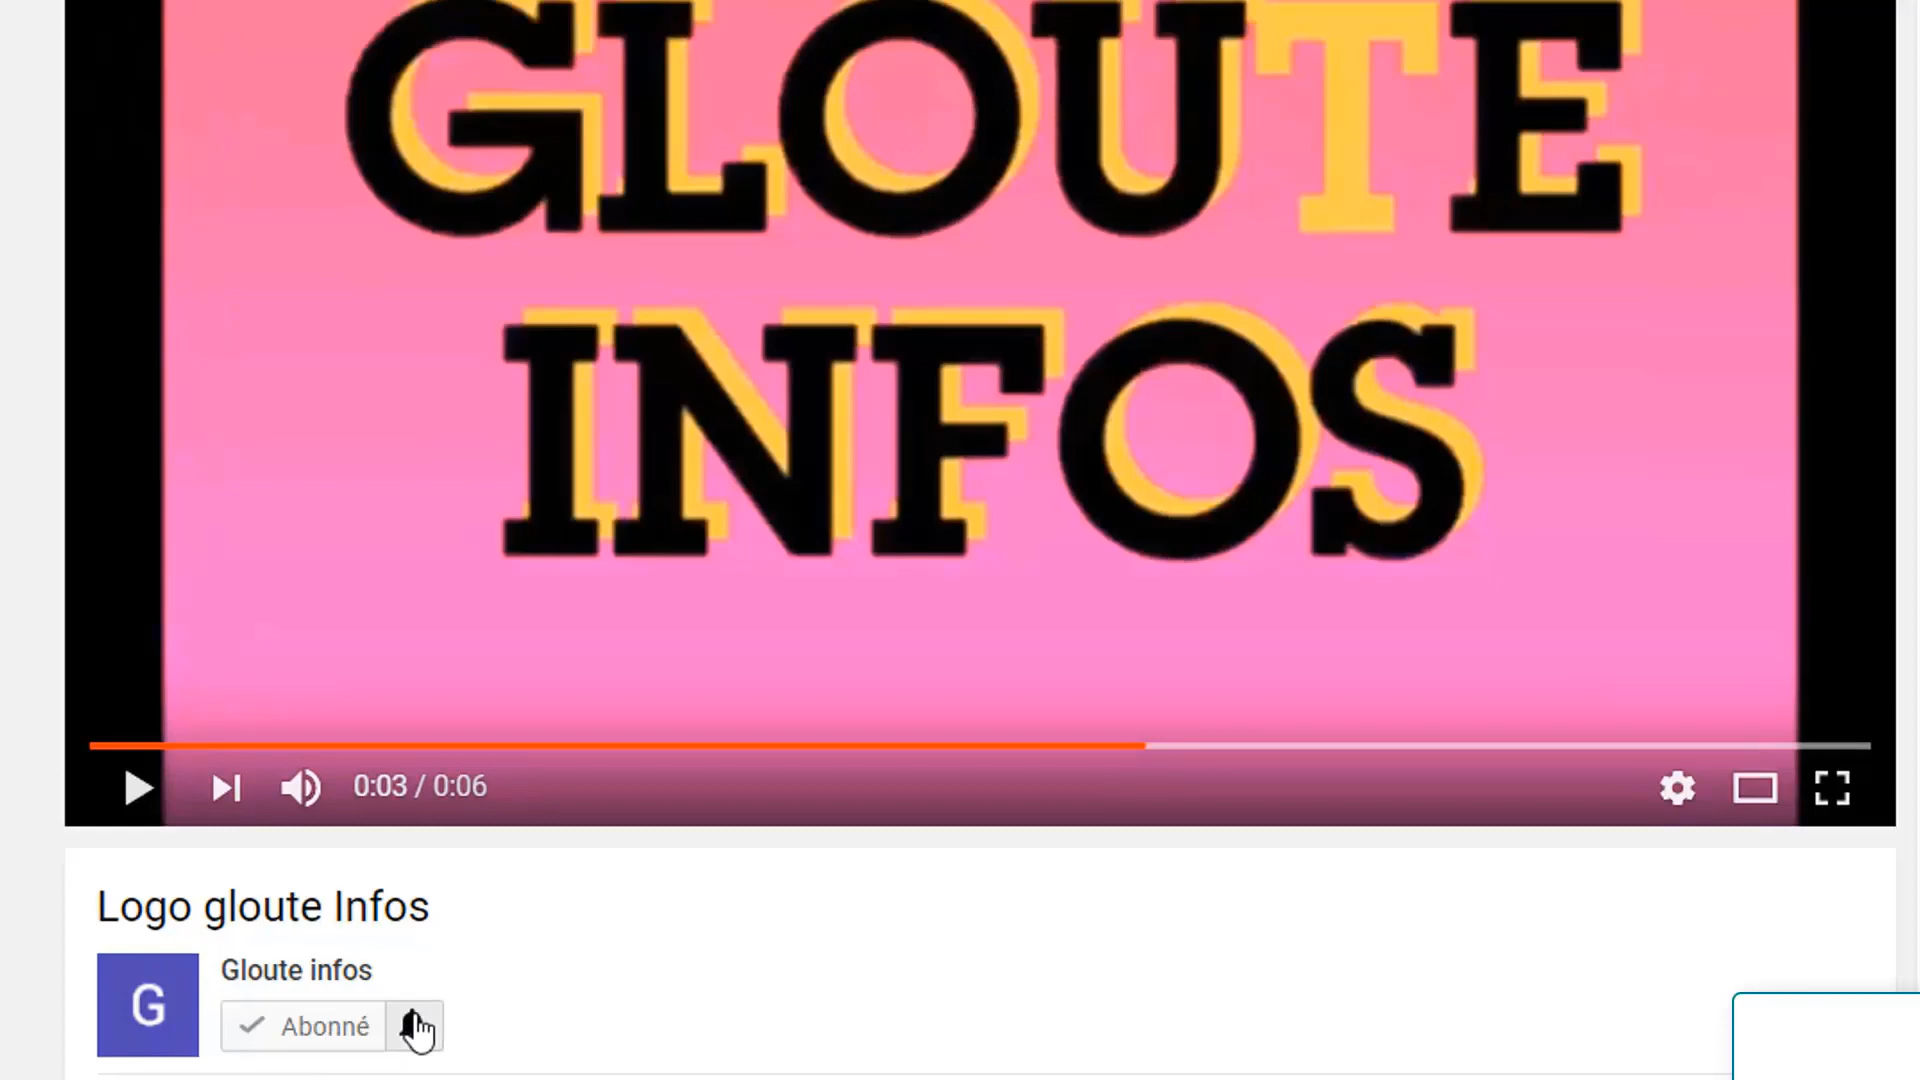 GLOUTE
INFOS
0:03 / 0:06
Logo gloute Infos
G
Gloute infos
Abonné